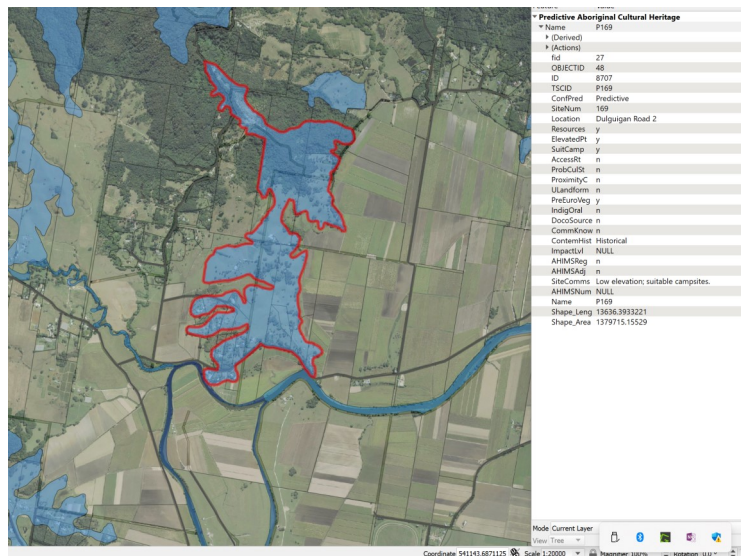 Feature Value
Predictive Aboriginal Cultural Heritage
Name P169
(Derived)
(Actions)
fid 27
OBJECTID 48
ID 8707
TSCID P169
ConfPred Predictive
SiteNum 169
Location Dulguigan Road 2
Resources y
ElevatedPt y
SuitCamp y
AccessRt n
ProbCulSt n
ProximityC n
ULandform n
PreEuroVeg y
IndigOral n
DocoSource n
CommKnow n
ContemHist Historical
ImpactLvl NULL
AHIMSReg n
AHIMSAdj n
SiteComms Low elevation; suitable campsites.
AHIMSNum NULL
Name P169
Shape_Leng 13636.3933221
Shape_Area 1379715.15529
Mode Current Layer
View Tree
Coordinate 541143.6871125 Scale 1:20000 Magnifier 100% Rotation 0.0 °